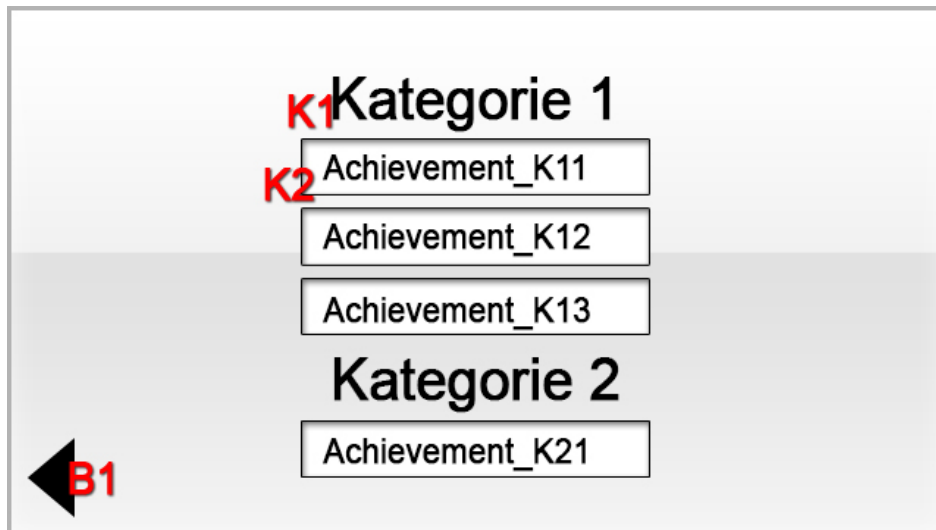 K1 Kategorie 1
K2 Achievement_K11
Achievement_K12
Achievement_K13
Kategorie 2
Achievement_K21
B1